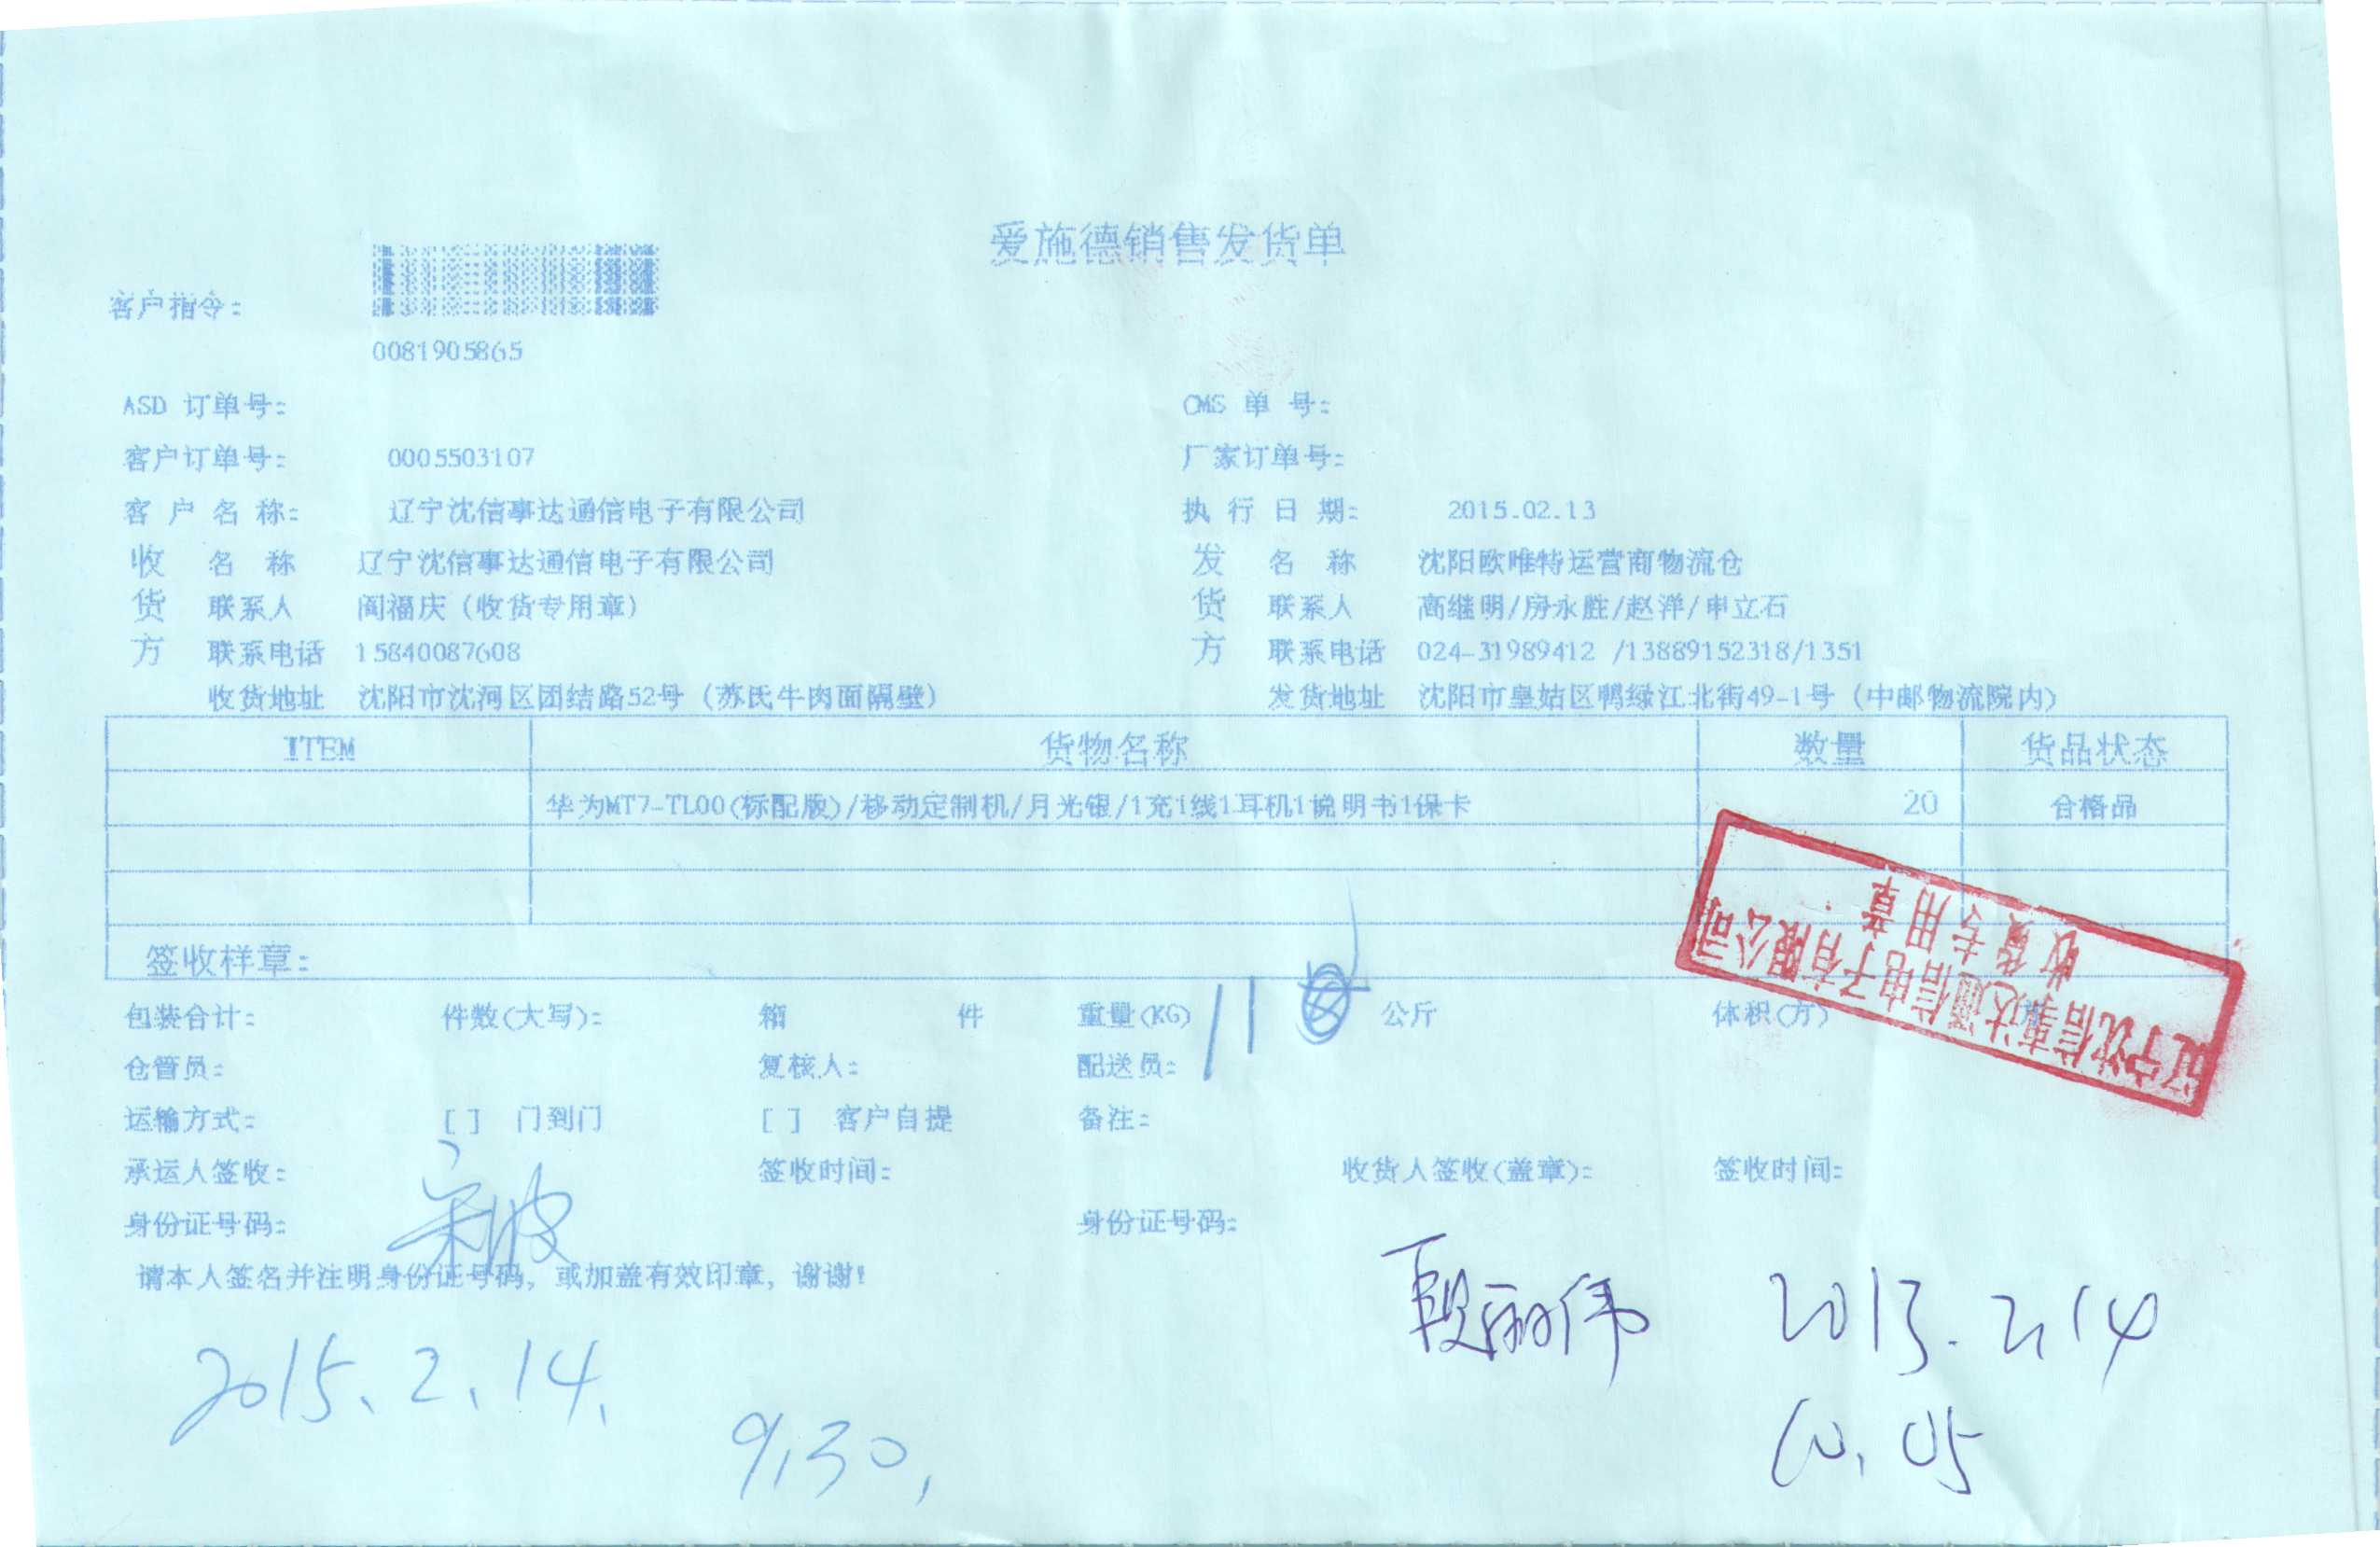 爱施德销售发货单
客户指令：
0081905865
ASD 订单号： OMS 单 号：
客户订单号： 0005503107 厂家订单号：
客 户 名 称： 辽宁沈信事达通信电子有限公司 执 行 日 期： 2015.02.13
收 名 称 辽宁沈信事达通信电子有限公司 发 名 称 沈阳欧唯特运营商物流仓
货 联系人 阎福庆（收货专用章） 货 联系人 高继明/房永胜/赵洋/申立石
方 联系电话 15840087608 方 联系电话 024-31989412 /13889152318/1351
收货地址 沈阳市沈河区团结路52号（苏氏牛肉面隔壁） 发货地址 沈阳市皇姑区鸭绿江北街49-1号（中邮物流院内）
ITEM 货物名称 数量 货品状态
华为MT7-TL00(标配版)/移动定制机/月光银/1充1线1耳机1说明书1保卡 20 合格品
签收样章：
辽宁沈信事达通信电子有限公司
收货专用章
包装合计： 件数(大写)： 箱 件 重量(KG) 11 公斤 体积(方)
仓管员： 复核人： 配送员：
运输方式： [ ] 门到门 [ ] 客户自提 备注：
承运人签收： 签收时间： 收货人签收(盖章)： 签收时间：
身份证号码： 身份证号码：
请本人签名并注明身份证号码，或加盖有效印章，谢谢！
段丽伟 2015.2.14
2015.2.14.
10.05
9.30.